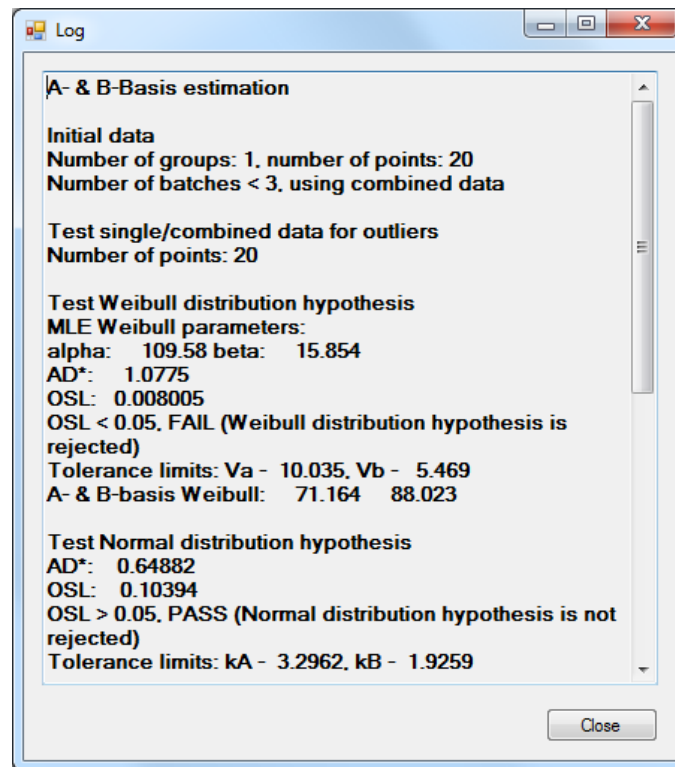 Log
A- & B-Basis estimation
Initial data
Number of groups: 1, number of points: 20
Number of batches < 3, using combined data
Test single/combined data for outliers
Number of points: 20
Test Weibull distribution hypothesis
MLE Weibull parameters:
alpha: 109.58 beta: 15.854
AD*: 1.0775
OSL: 0.008005
OSL < 0.05, FAIL (Weibull distribution hypothesis is
rejected)
Tolerance limits: Va - 10.035, Vb - 5.469
A- & B-basis Weibull: 71.164 88.023
Test Normal distribution hypothesis
AD*: 0.64882
OSL: 0.10394
OSL > 0.05, PASS (Normal distribution hypothesis is not
rejected)
Tolerance limits: kA - 3.2962, kB - 1.9259
Close